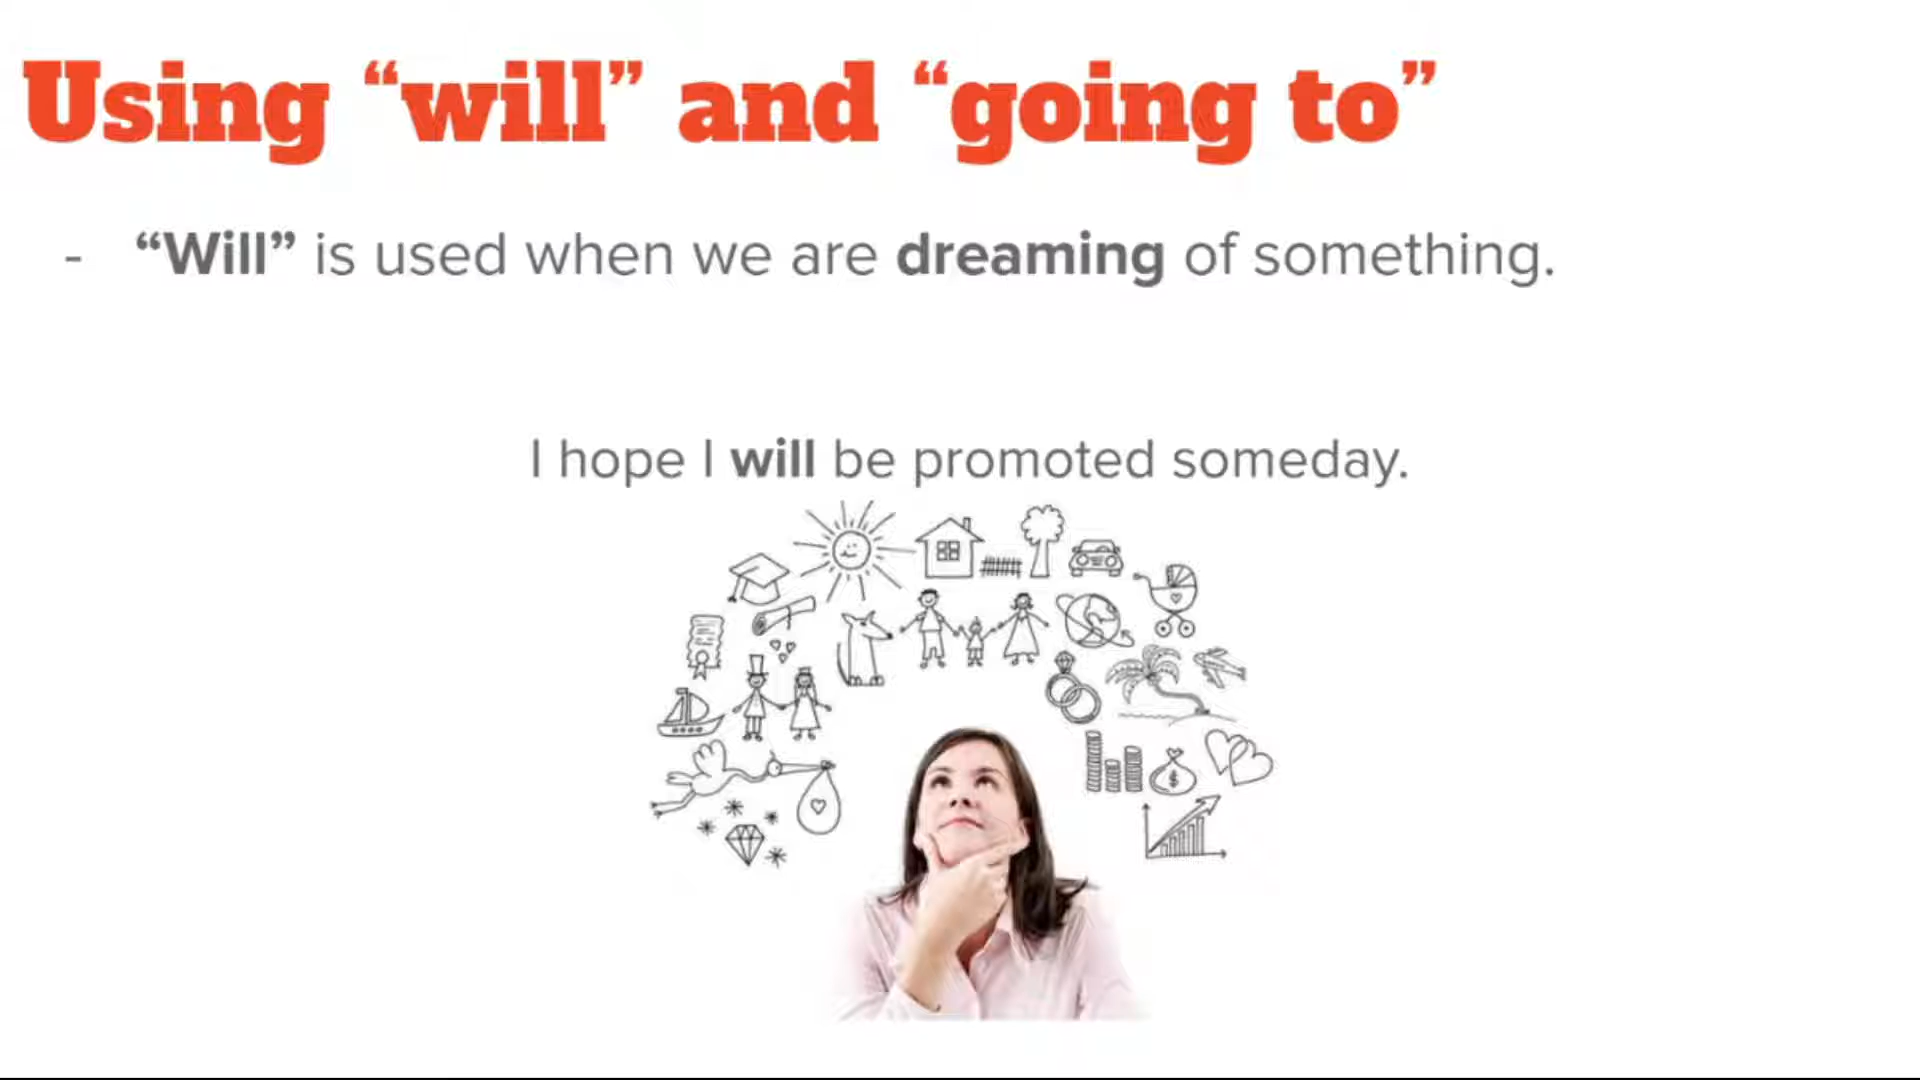 Using “will” and “going to”
- “Will” is used when we are dreaming of something.
I hope I will be promoted someday.
$